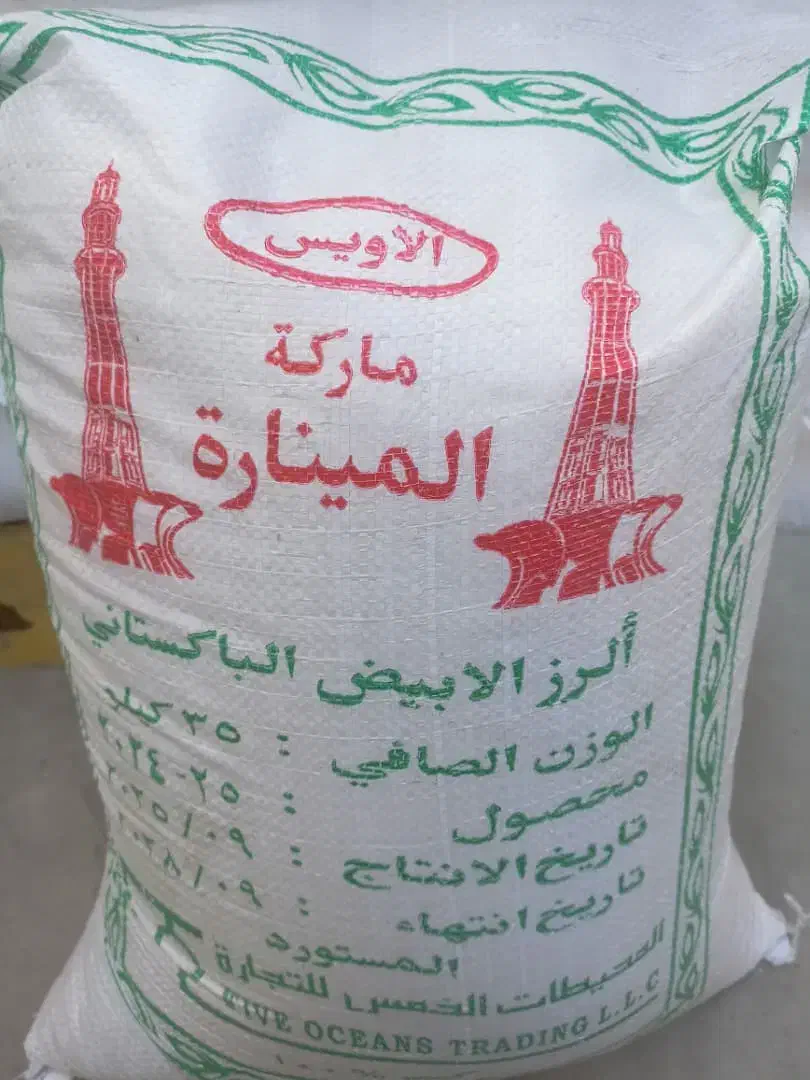 الاويس
ماركة
المينارة
ألرز الابيض الباكستاني
الوزن الصافي : ٣٥ كيلو
محصول : ٢٥-٢٠٢٤
تاريخ الانتاج : ٢٠٢٥/٠٩
تاريخ انتهاء : ٢٠٢٨/٠٩
المستورد
المحيطات الخمس للتجارة
FIVE OCEANS TRADING L.L.C